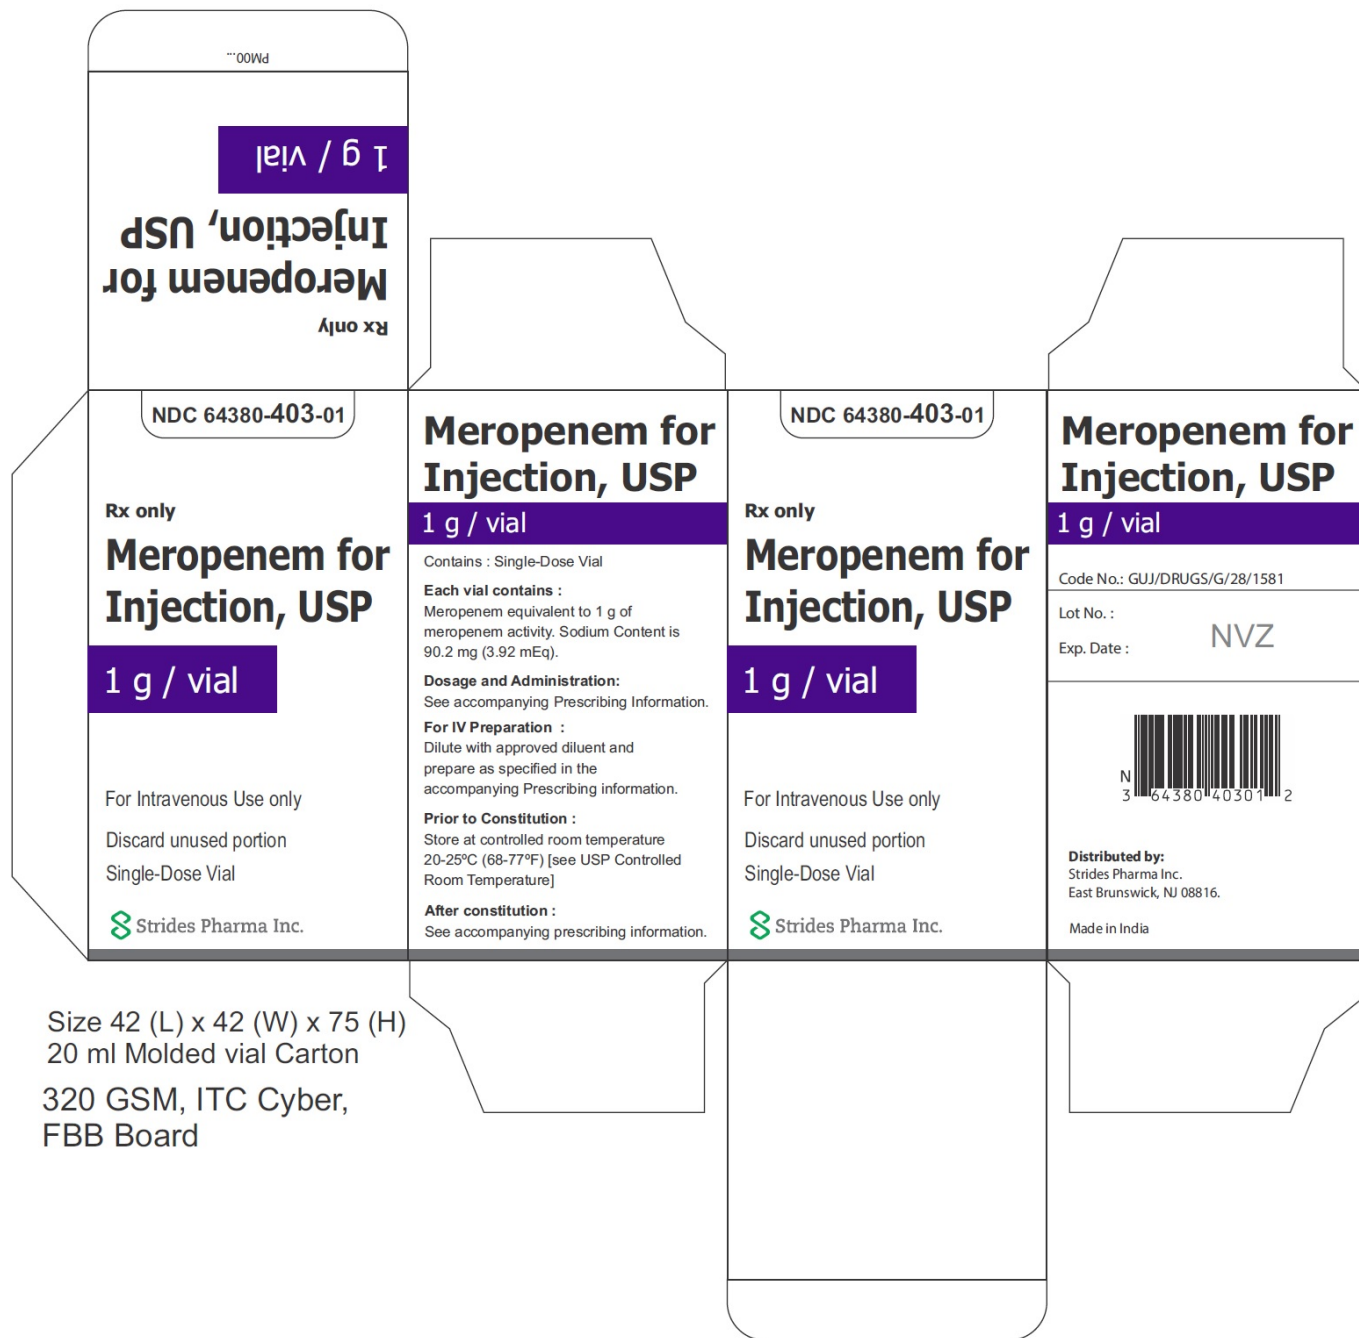 PM00...
1 g / vial
Meropenem for
Injection, USP
Rx only
NDC 64380-403-01
Rx only
Meropenem for
Injection, USP
1 g / vial
For Intravenous Use only
Discard unused portion
Single-Dose Vial
Strides Pharma Inc.
Meropenem for
Injection, USP
1 g / vial
Contains : Single-Dose Vial
Each vial contains :
Meropenem equivalent to 1 g of
meropenem activity. Sodium Content is
90.2 mg (3.92 mEq).
Dosage and Administration:
See accompanying Prescribing Information.
For IV Preparation :
Dilute with approved diluent and
prepare as specified in the
accompanying Prescribing information.
Prior to Constitution :
Store at controlled room temperature
20-25ºC (68-77ºF) [see USP Controlled
Room Temperature]
After constitution :
See accompanying prescribing information.
NDC 64380-403-01
Rx only
Meropenem for
Injection, USP
1 g / vial
For Intravenous Use only
Discard unused portion
Single-Dose Vial
Strides Pharma Inc.
Meropenem for
Injection, USP
1 g / vial
Code No.: GUJ/DRUGS/G/28/1581
Lot No. :
Exp. Date :
NVZ
N
3 64380 40301 2
Distributed by:
Strides Pharma Inc.
East Brunswick, NJ 08816.
Made in India
Size 42 (L) x 42 (W) x 75 (H)
20 ml Molded vial Carton
320 GSM, ITC Cyber,
FBB Board